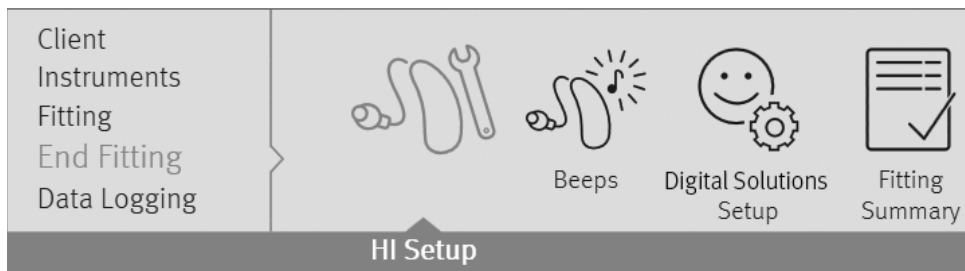 Client
Instruments
Fitting
End Fitting
Data Logging
Beeps
Digital Solutions
Setup
Fitting
Summary
HI Setup